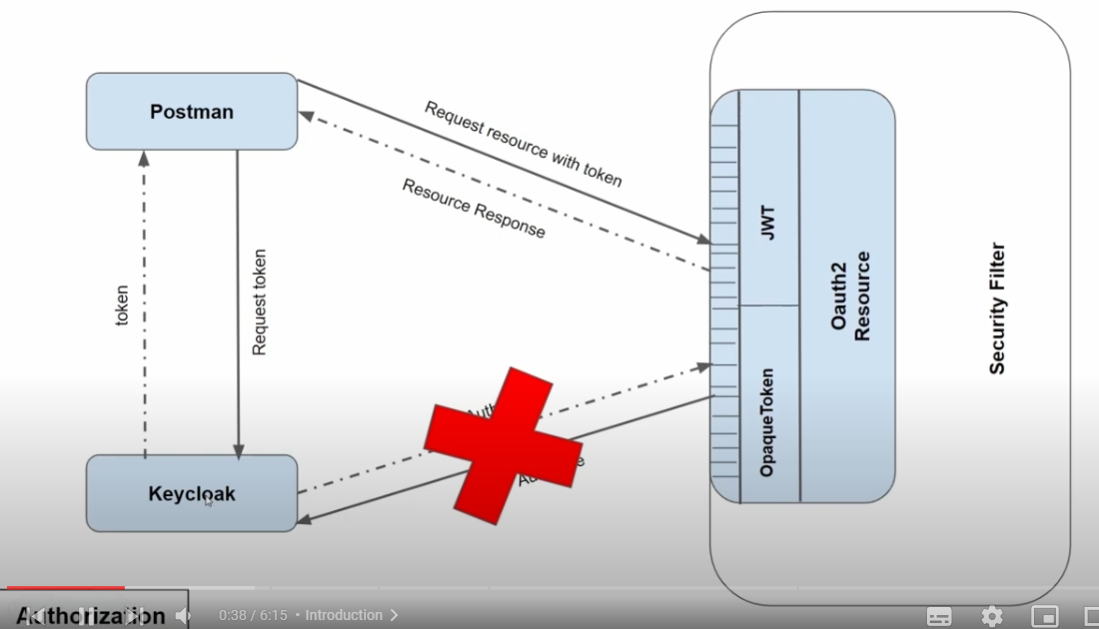 Postman
Request resource with token
Resource Response
JWT
Oauth2
Resource
Security Filter
token
Request token
OpaqueToken
Keycloak
Authorization
0:38 / 6:15 • Introduction